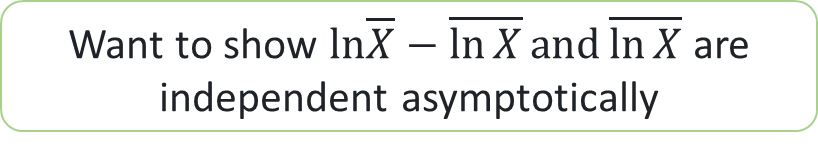 Want to show ln X̅ − \overline{ln X} and \overline{ln X} are
independent asymptotically